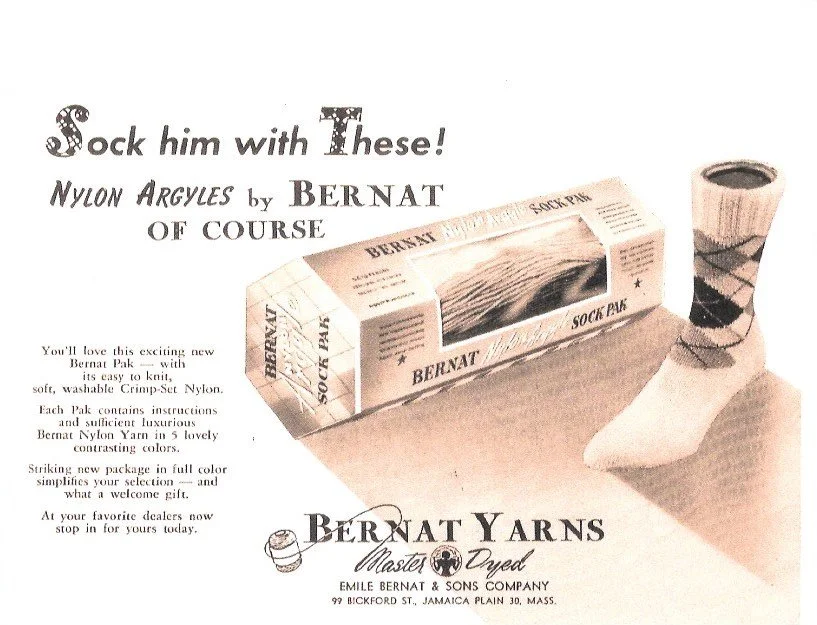 Sock him with These!
NYLON ARGYLES by BERNAT
OF COURSE
BERNAT Nylon Argyle SOCK PAK
BERNAT Nylon Argyle SOCK PAK
BERNAT
SOCK PAK
You'll love this exciting new
Bernat Pak — with
its easy to knit,
soft, washable Crimp-Set Nylon.
Each Pak contains instructions
and sufficient luxurious
Bernat Nylon Yarn in 5 lovely
contrasting colors.
Striking new package in full color
simplifies your selection — and
what a welcome gift.
At your favorite dealers now
stop in for yours today.
BERNAT YARNS
Master Dyed
EMILE BERNAT & SONS COMPANY
99 BICKFORD ST., JAMAICA PLAIN 30, MASS.